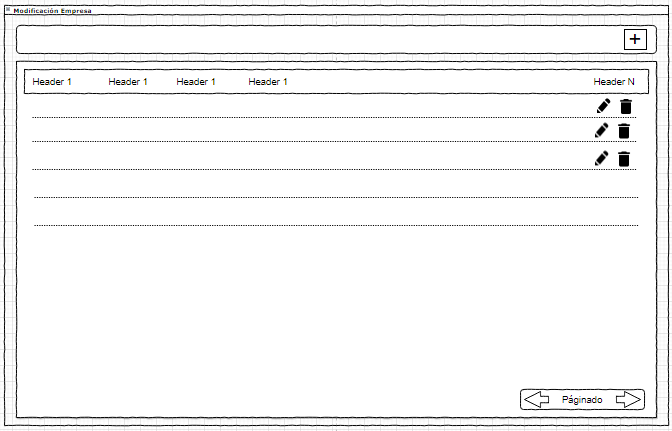 Modificación Empresa
+
Header 1 Header 1 Header 1 Header 1 Header N
Páginado